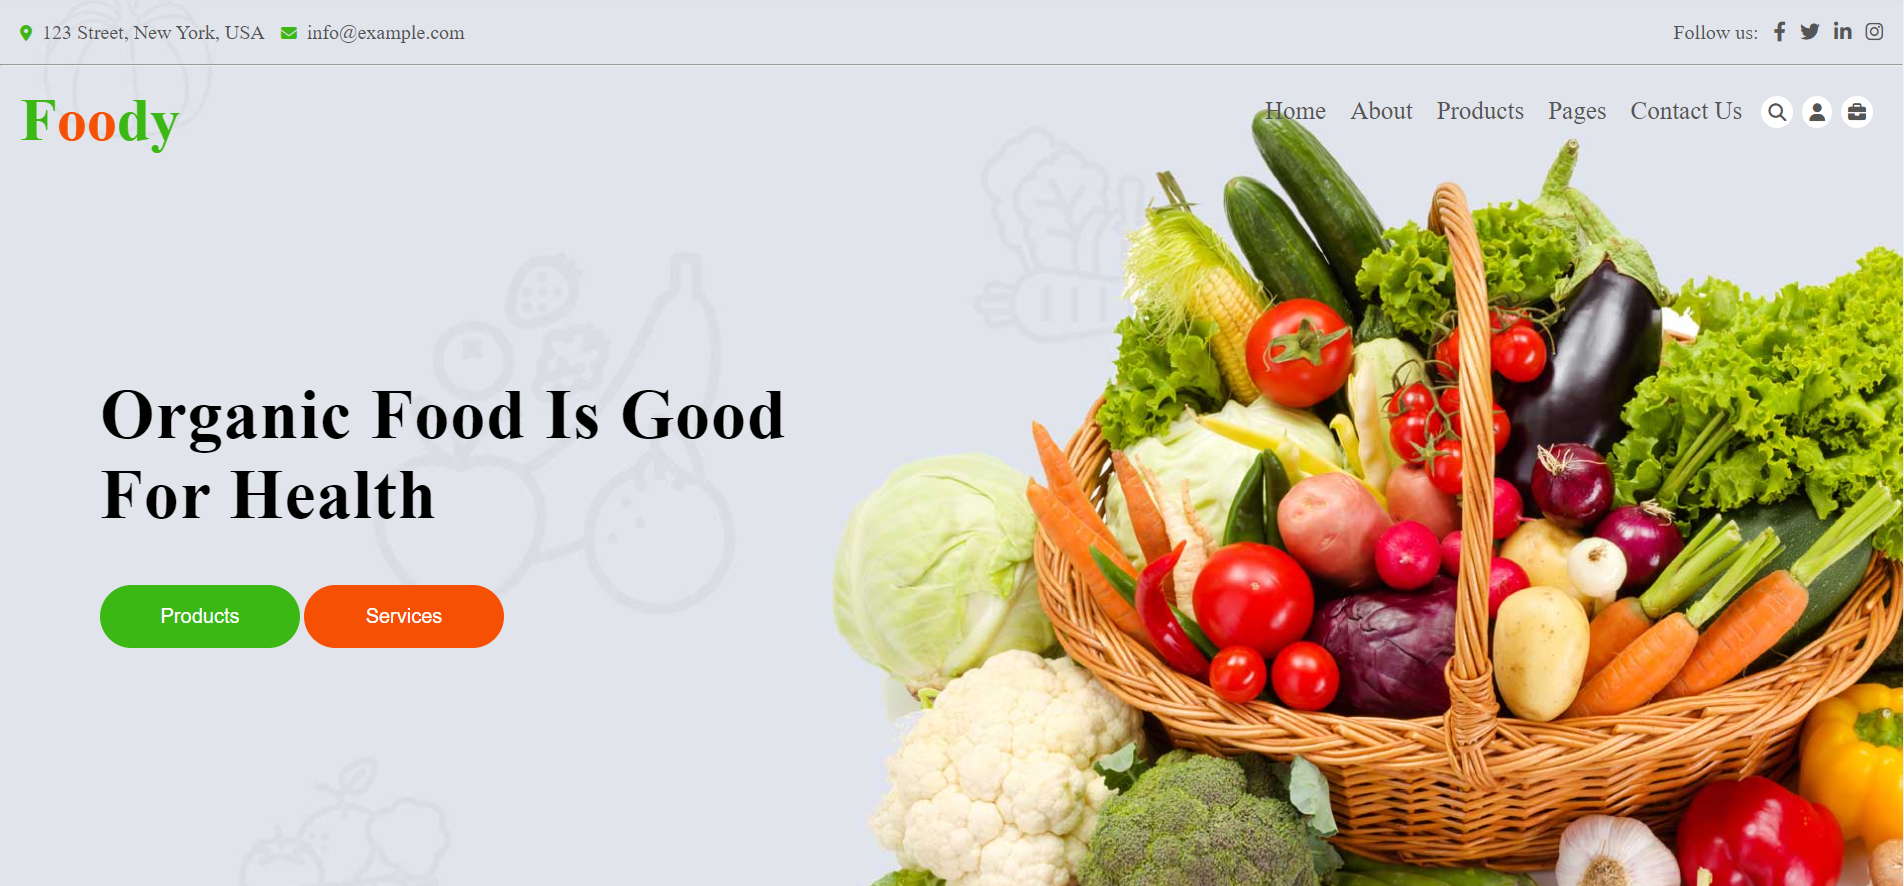 123 Street, New York, USA info@example.com Follow us:
Foody Home About Products Pages Contact Us
Organic Food Is Good
For Health
Products Services